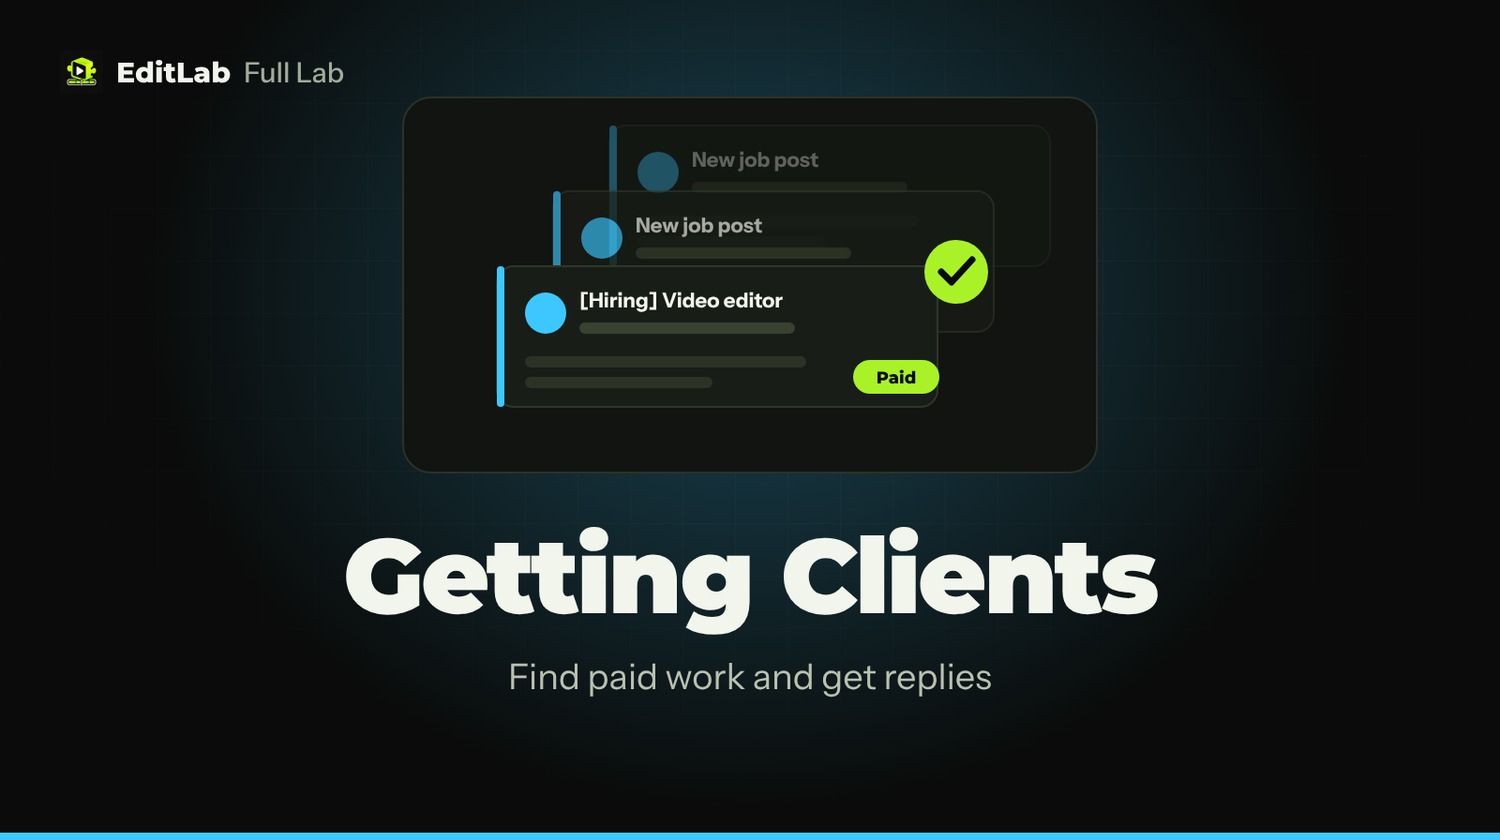 EditLab Full Lab
New job post
New job post
[Hiring] Video editor
Paid
Getting Clients
Find paid work and get replies